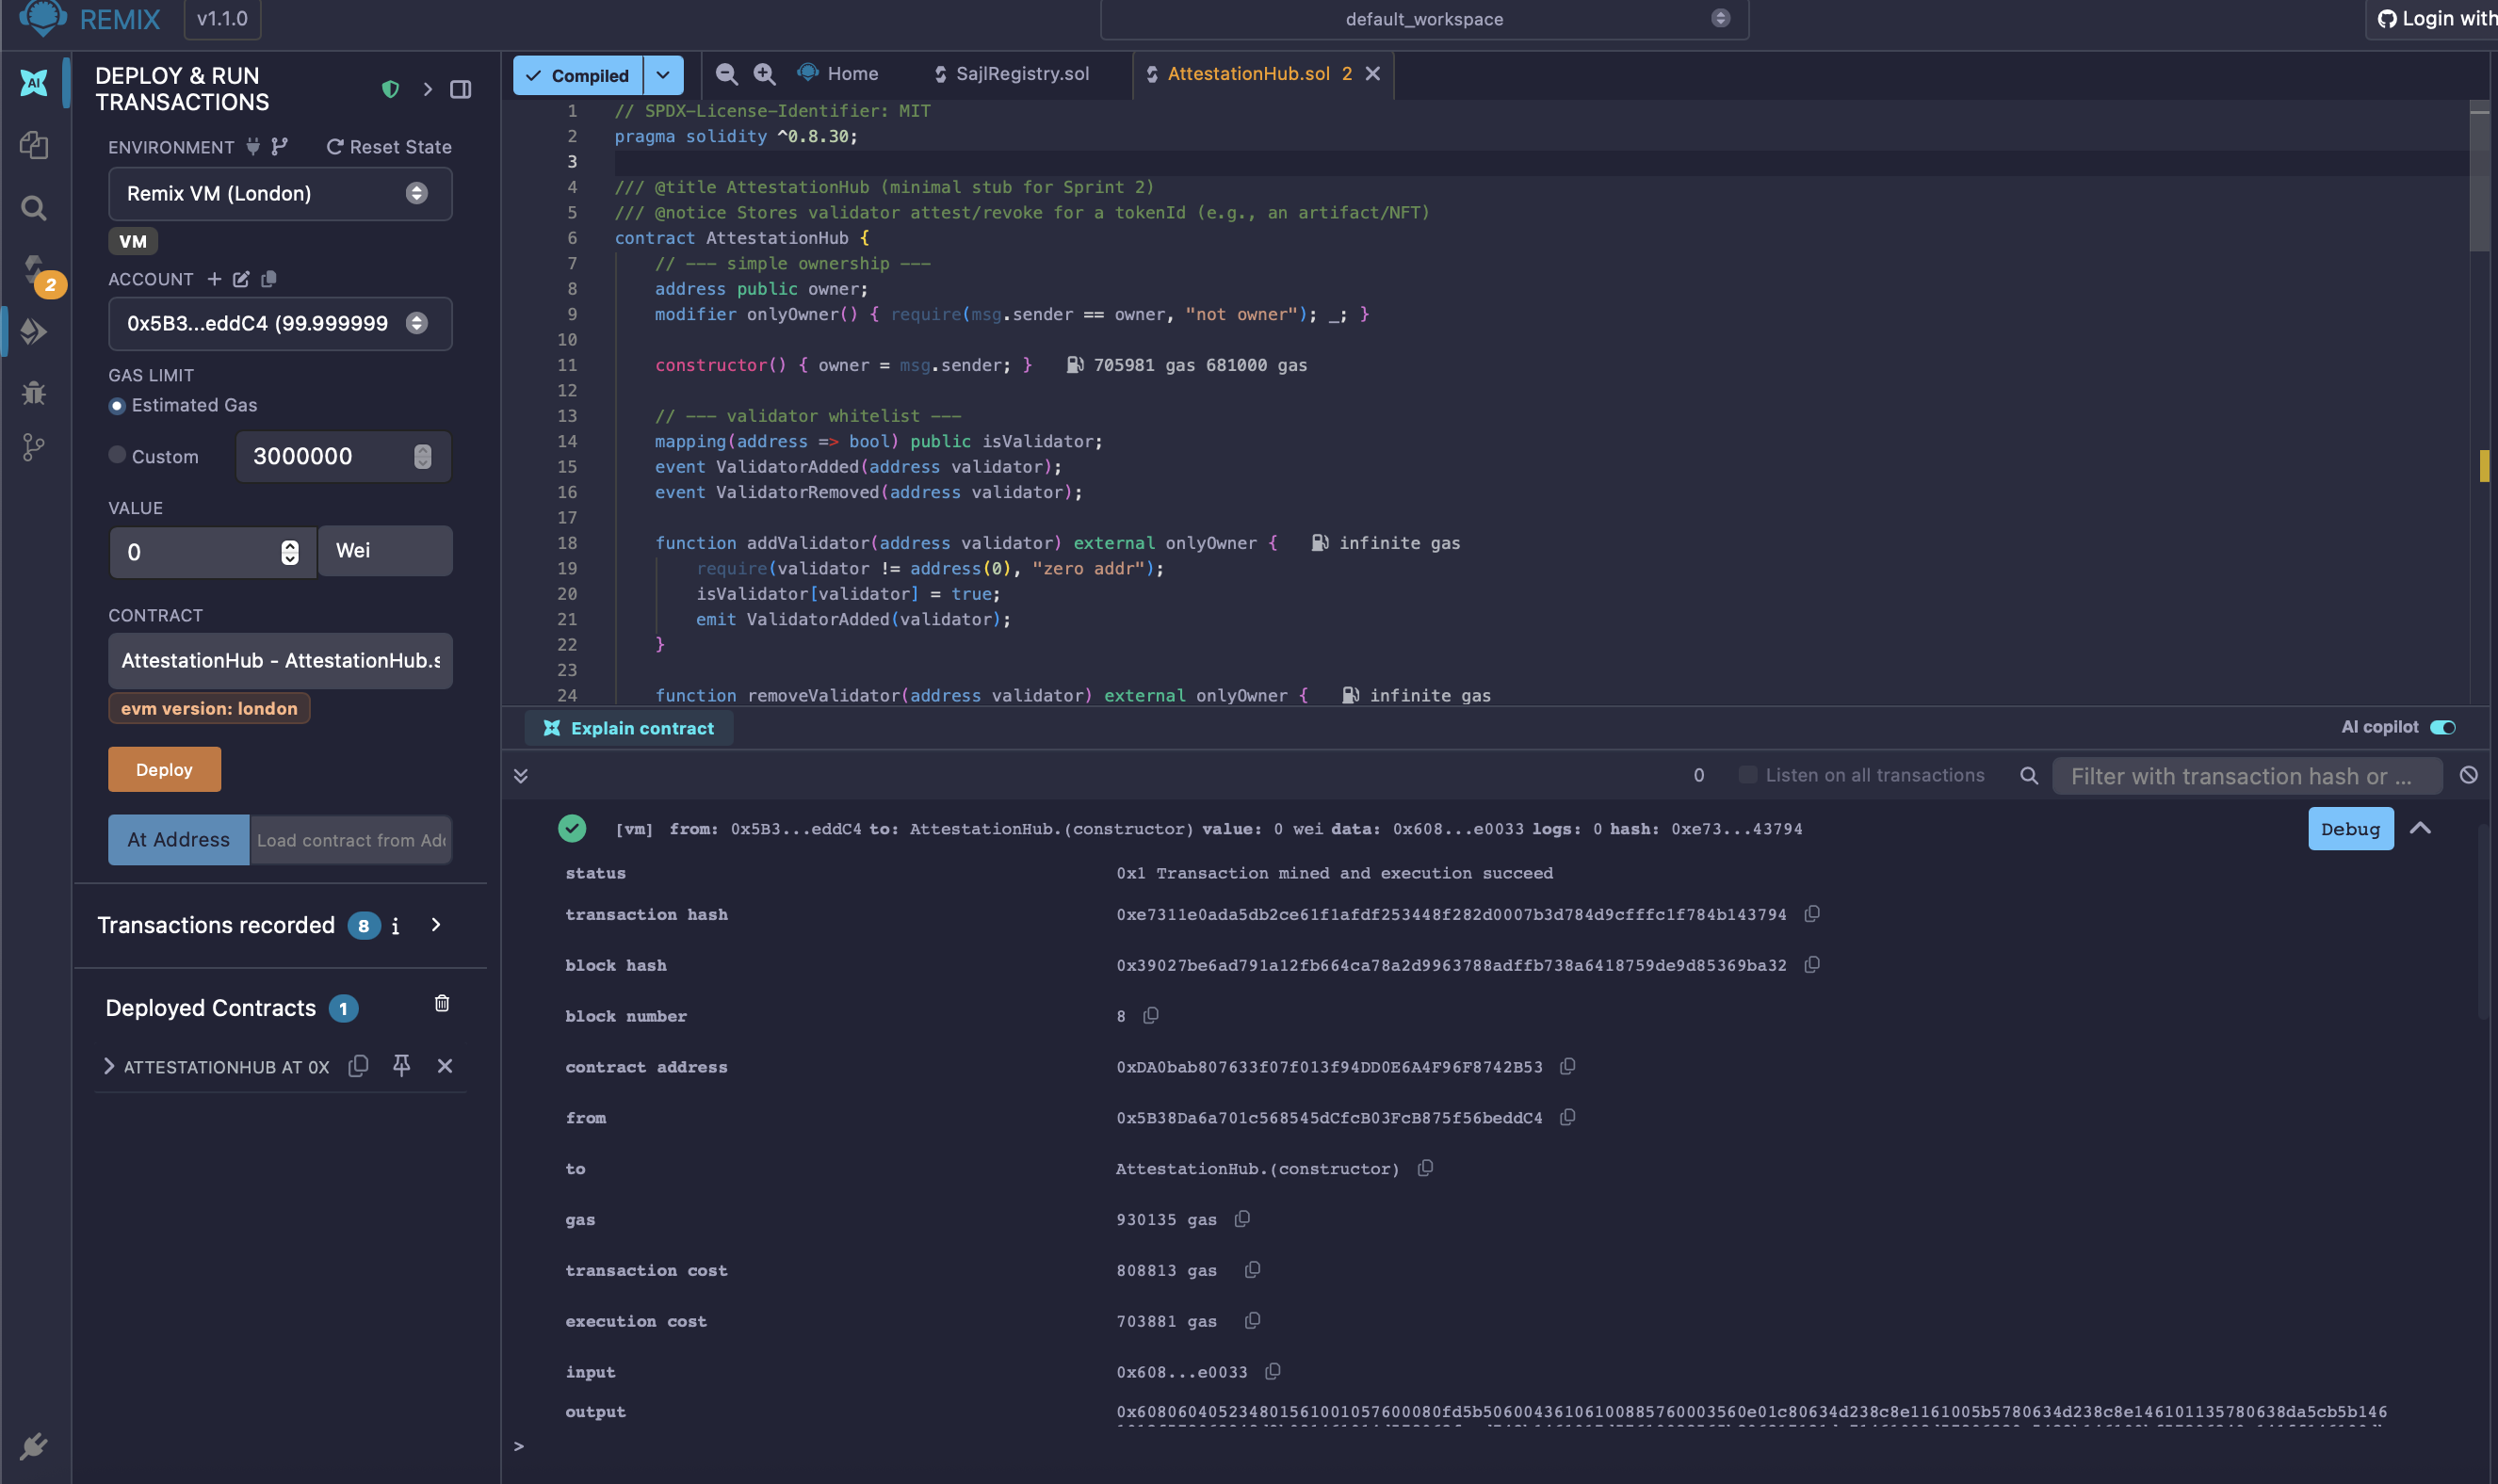 REMIX
v1.1.0
default_workspace
Login with
AI
DEPLOY & RUN
TRANSACTIONS
ENVIRONMENT
Reset State
Remix VM (London)
VM
ACCOUNT
2
0x5B3...eddC4 (99.999999
GAS LIMIT
Estimated Gas
Custom
3000000
VALUE
0
Wei
CONTRACT
AttestationHub - AttestationHub.s
evm version: london
Deploy
At Address
Load contract from Add
Transactions recorded 8 i
Deployed Contracts 1
ATTESTATIONHUB AT 0X
Compiled
Home
SajlRegistry.sol
AttestationHub.sol 2
1 // SPDX-License-Identifier: MIT
2 pragma solidity ^0.8.30;
3
4 /// @title AttestationHub (minimal stub for Sprint 2)
5 /// @notice Stores validator attest/revoke for a tokenId (e.g., an artifact/NFT)
6 contract AttestationHub {
7 // --- simple ownership ---
8 address public owner;
9 modifier onlyOwner() { require(msg.sender == owner, "not owner"); _; }
10
11 constructor() { owner = msg.sender; } 705981 gas 681000 gas
12
13 // --- validator whitelist ---
14 mapping(address => bool) public isValidator;
15 event ValidatorAdded(address validator);
16 event ValidatorRemoved(address validator);
17
18 function addValidator(address validator) external onlyOwner { infinite gas
19 require(validator != address(0), "zero addr");
20 isValidator[validator] = true;
21 emit ValidatorAdded(validator);
22 }
23
24 function removeValidator(address validator) external onlyOwner { infinite gas
Explain contract
AI copilot
0
Listen on all transactions
Filter with transaction hash or ...
[vm] from: 0x5B3...eddC4 to: AttestationHub.(constructor) value: 0 wei data: 0x608...e0033 logs: 0 hash: 0xe73...43794
Debug
status 0x1 Transaction mined and execution succeed
transaction hash 0xe7311e0ada5db2ce61f1afdf253448f282d0007b3d784d9cfffc1f784b143794
block hash 0x39027be6ad791a12fb664ca78a2d9963788adffb738a6418759de9d85369ba32
block number 8
contract address 0xDA0bab807633f07f013f94DD0E6A4F96F8742B53
from 0x5B38Da6a701c568545dCfcB03FcB875f56beddC4
to AttestationHub.(constructor)
gas 930135 gas
transaction cost 808813 gas
execution cost 703881 gas
input 0x608...e0033
output 0x608060405234801561001057600080fd5b50600436106100885760003560e01c80634d238c8e1161005b5780634d238c8e146101135780638da5cb5b146
>